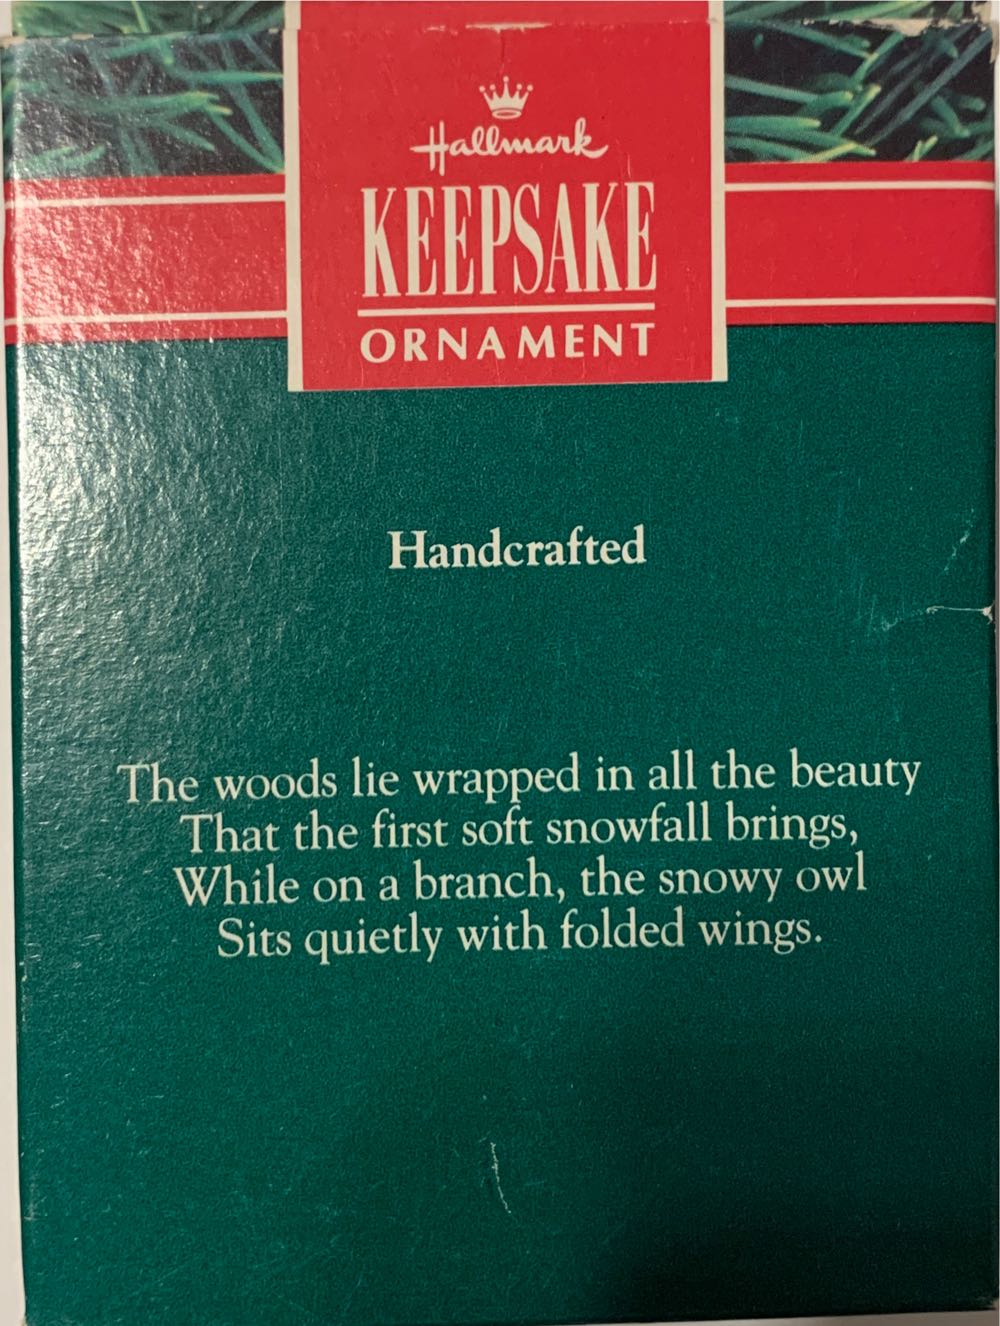 Hallmark
KEEPSAKE
ORNAMENT
Handcrafted
The woods lie wrapped in all the beauty
That the first soft snowfall brings,
While on a branch, the snowy owl
Sits quietly with folded wings.